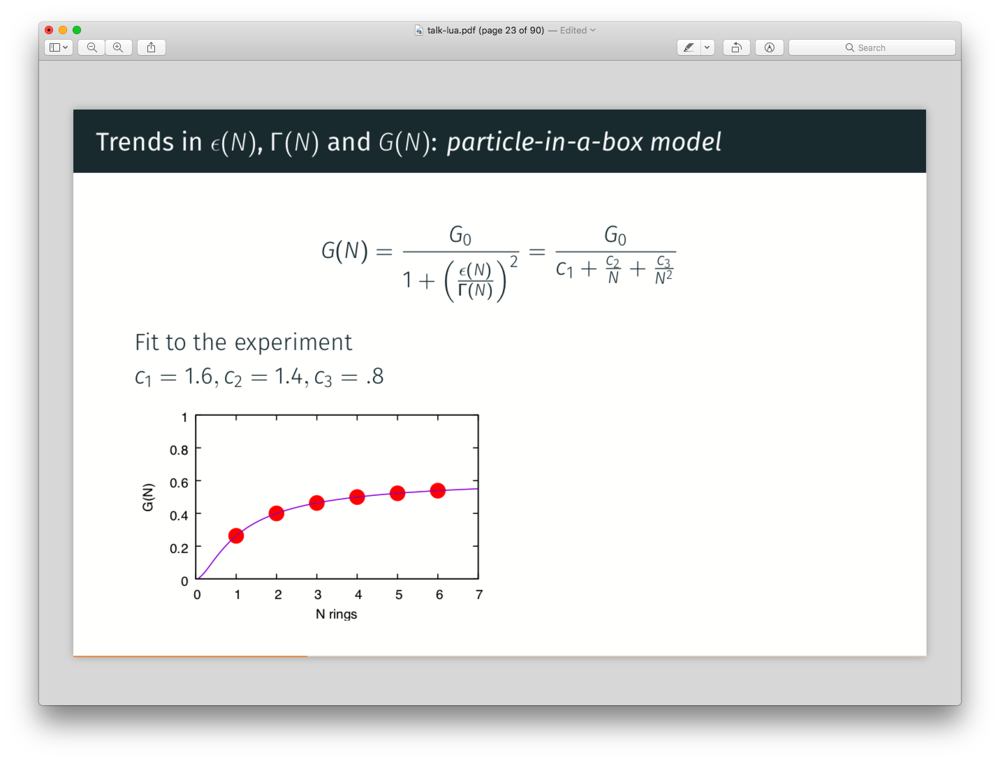 talk-lua.pdf (page 23 of 90) — Edited
Search
Trends in ϵ(N), Γ(N) and G(N): particle-in-a-box model
G(N) = G₀ / (1 + (ϵ(N)/Γ(N))²) = G₀ / (c₁ + c₂/N + c₃/N²)
Fit to the experiment
c₁ = 1.6, c₂ = 1.4, c₃ = .8
1
0.8
0.6
0.4
0.2
0
G(N)
0 1 2 3 4 5 6 7
N rings